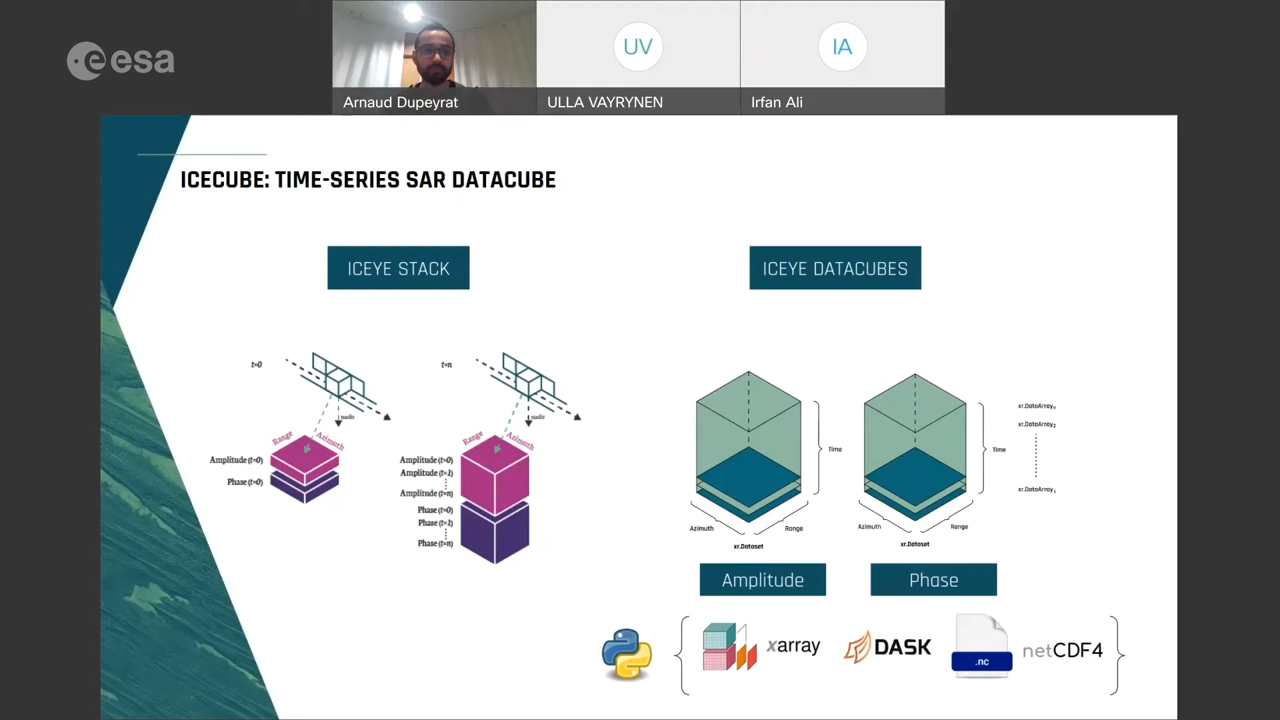 esa
UV
IA
Arnaud Dupeyrat
ULLA VAYRYNEN
Irfan Ali
ICECUBE: TIME-SERIES SAR DATACUBE
ICEYE STACK
ICEYE DATACUBES
t=0
nadir
Range
Azimuth
Amplitude (t=0)
Phase (t=0)
t=n
nadir
Range
Azimuth
Amplitude (t=0)
Amplitude (t=1)
Amplitude (t=n)
Phase (t=0)
Phase (t=1)
Phase (t=n)
Time
Azimuth
Range
xr.Dataset
Time
Azimuth
Range
xr.Dataset
xr.DataArrayn
xr.DataArray2
xr.DataArray1
Amplitude
Phase
xarray
DASK
.nc
netCDF4